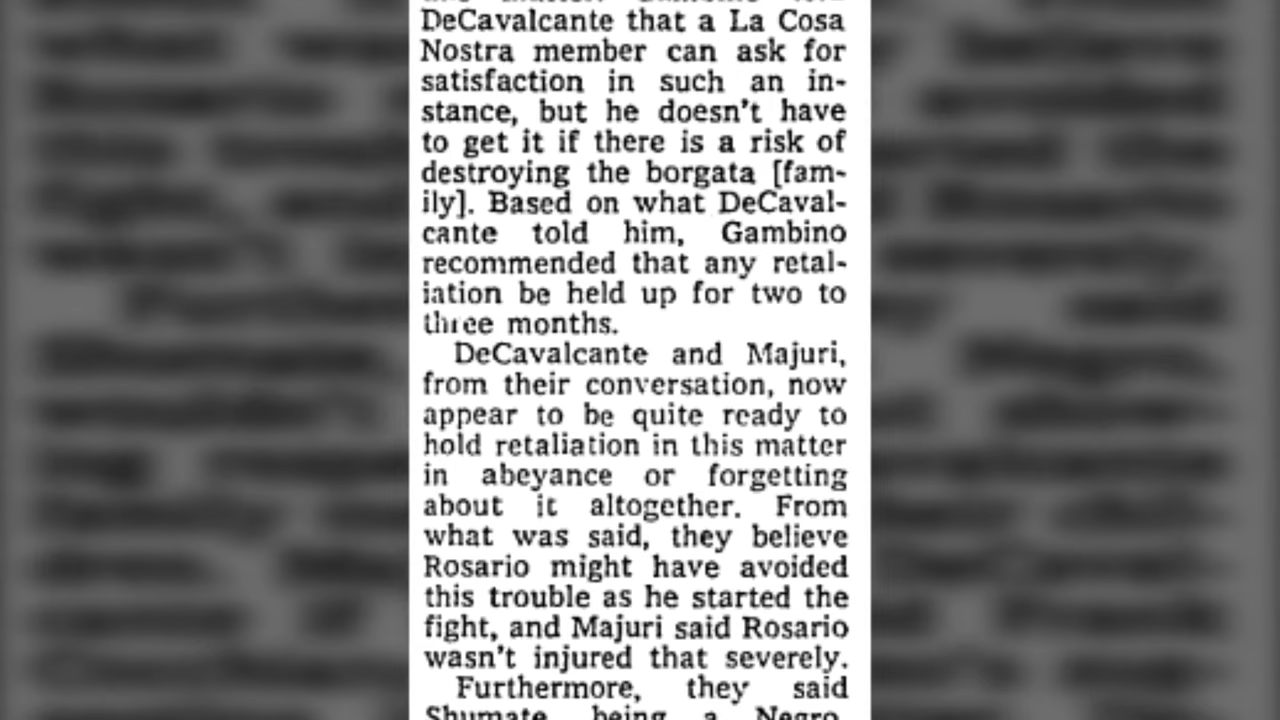 DeCavalcante that a La Cosa
Nostra member can ask for
satisfaction in such an in-
stance, but he doesn't have
to get it if there is a risk of
destroying the borgata [fam-
ily]. Based on what DeCaval-
cante told him, Gambino
recommended that any retal-
iation be held up for two to
three months.
DeCavalcante and Majuri,
from their conversation, now
appear to be quite ready to
hold retaliation in this matter
in abeyance or forgetting
about it altogether. From
what was said, they believe
Rosario might have avoided
this trouble as he started the
fight, and Majuri said Rosario
wasn't injured that severely.
Furthermore, they said
Shumate, being a Negro,